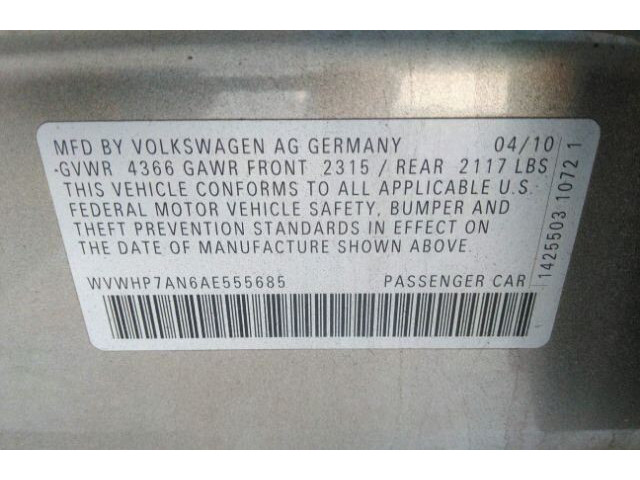 MFD BY VOLKSWAGEN AG GERMANY 04/10
-GVWR 4366 GAWR FRONT 2315 / REAR 2117 LBS
THIS VEHICLE CONFORMS TO ALL APPLICABLE U.S.
FEDERAL MOTOR VEHICLE SAFETY, BUMPER AND
THEFT PREVENTION STANDARDS IN EFFECT ON
THE DATE OF MANUFACTURE SHOWN ABOVE.
WVWHP7AN6AE555685 PASSENGER CAR
1425503 1072 1